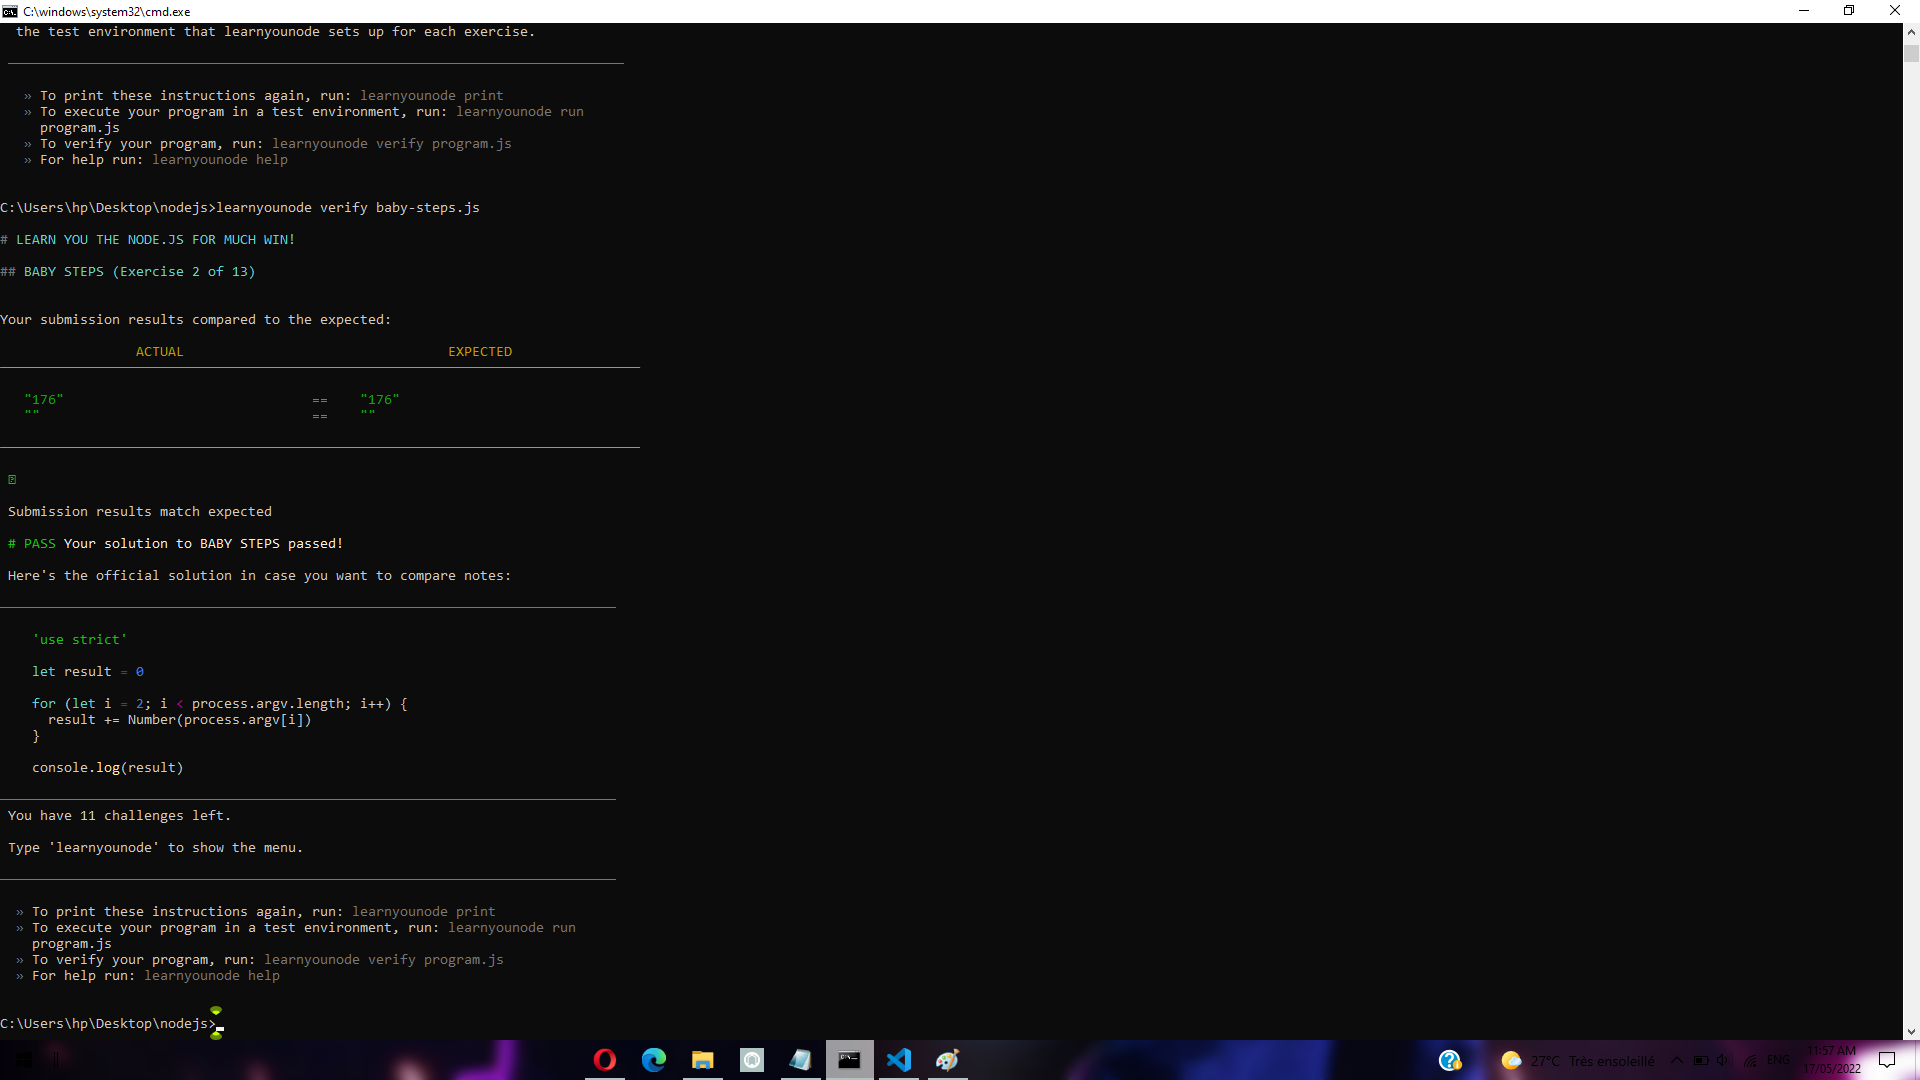 C:\windows\system32\cmd.exe
the test environment that learnyounode sets up for each exercise.
» To print these instructions again, run: learnyounode print
» To execute your program in a test environment, run: learnyounode run
program.js
» To verify your program, run: learnyounode verify program.js
» For help run: learnyounode help
C:\Users\hp\Desktop\nodejs>learnyounode verify baby-steps.js
# LEARN YOU THE NODE.JS FOR MUCH WIN!
## BABY STEPS (Exercise 2 of 13)
Your submission results compared to the expected:
ACTUAL EXPECTED
"176" == "176"
"" == ""
Submission results match expected
# PASS Your solution to BABY STEPS passed!
Here's the official solution in case you want to compare notes:
'use strict'
let result = 0
for (let i = 2; i < process.argv.length; i++) {
result += Number(process.argv[i])
}
console.log(result)
You have 11 challenges left.
Type 'learnyounode' to show the menu.
» To print these instructions again, run: learnyounode print
» To execute your program in a test environment, run: learnyounode run
program.js
» To verify your program, run: learnyounode verify program.js
» For help run: learnyounode help
C:\Users\hp\Desktop\nodejs>
27°C Très ensoleillé ENG 11:57 AM
17/05/2022